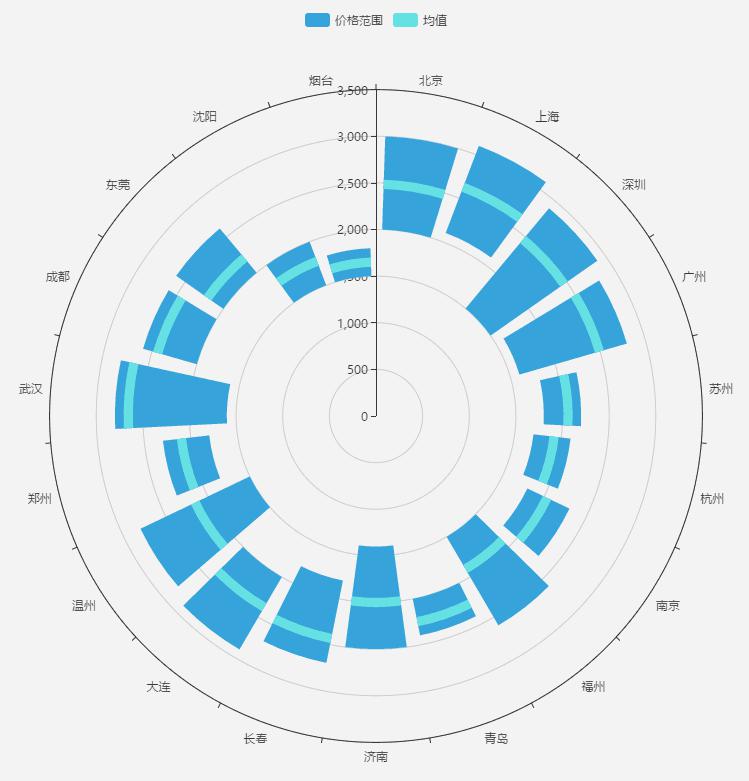 价格范围 均值
烟台
3,500
北京
沈阳
上海
3,000
东莞
2,500
深圳
2,000
成都
1,500
广州
1,000
500
武汉
苏州
0
郑州
杭州
温州
南京
大连
福州
长春
青岛
济南